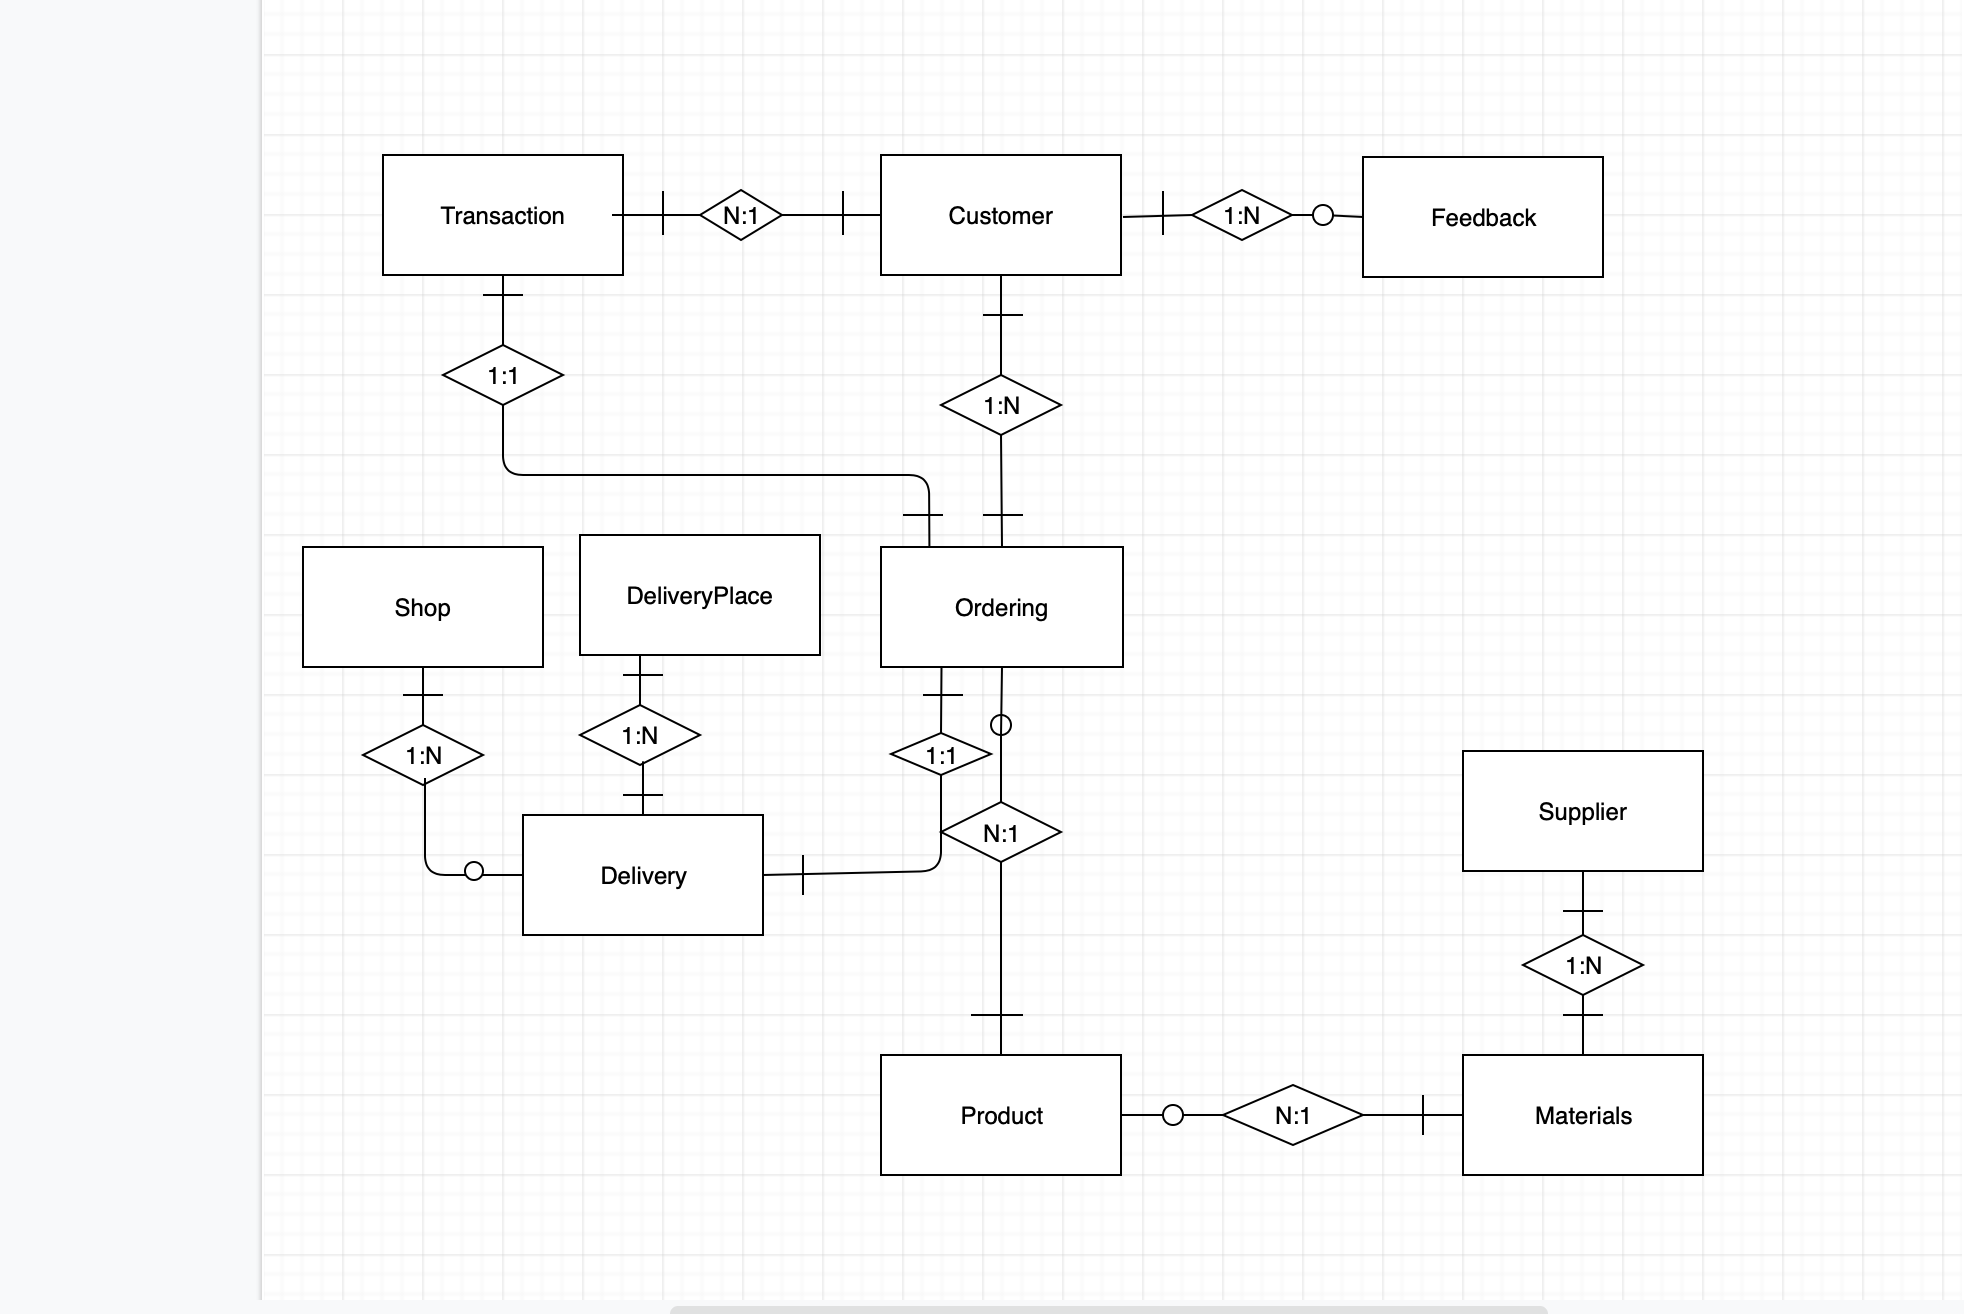 Transaction
N:1
Customer
1:N
Feedback
1:1
1:N
Shop
DeliveryPlace
Ordering
1:N
1:N
1:1
N:1
Supplier
Delivery
1:N
Product
N:1
Materials